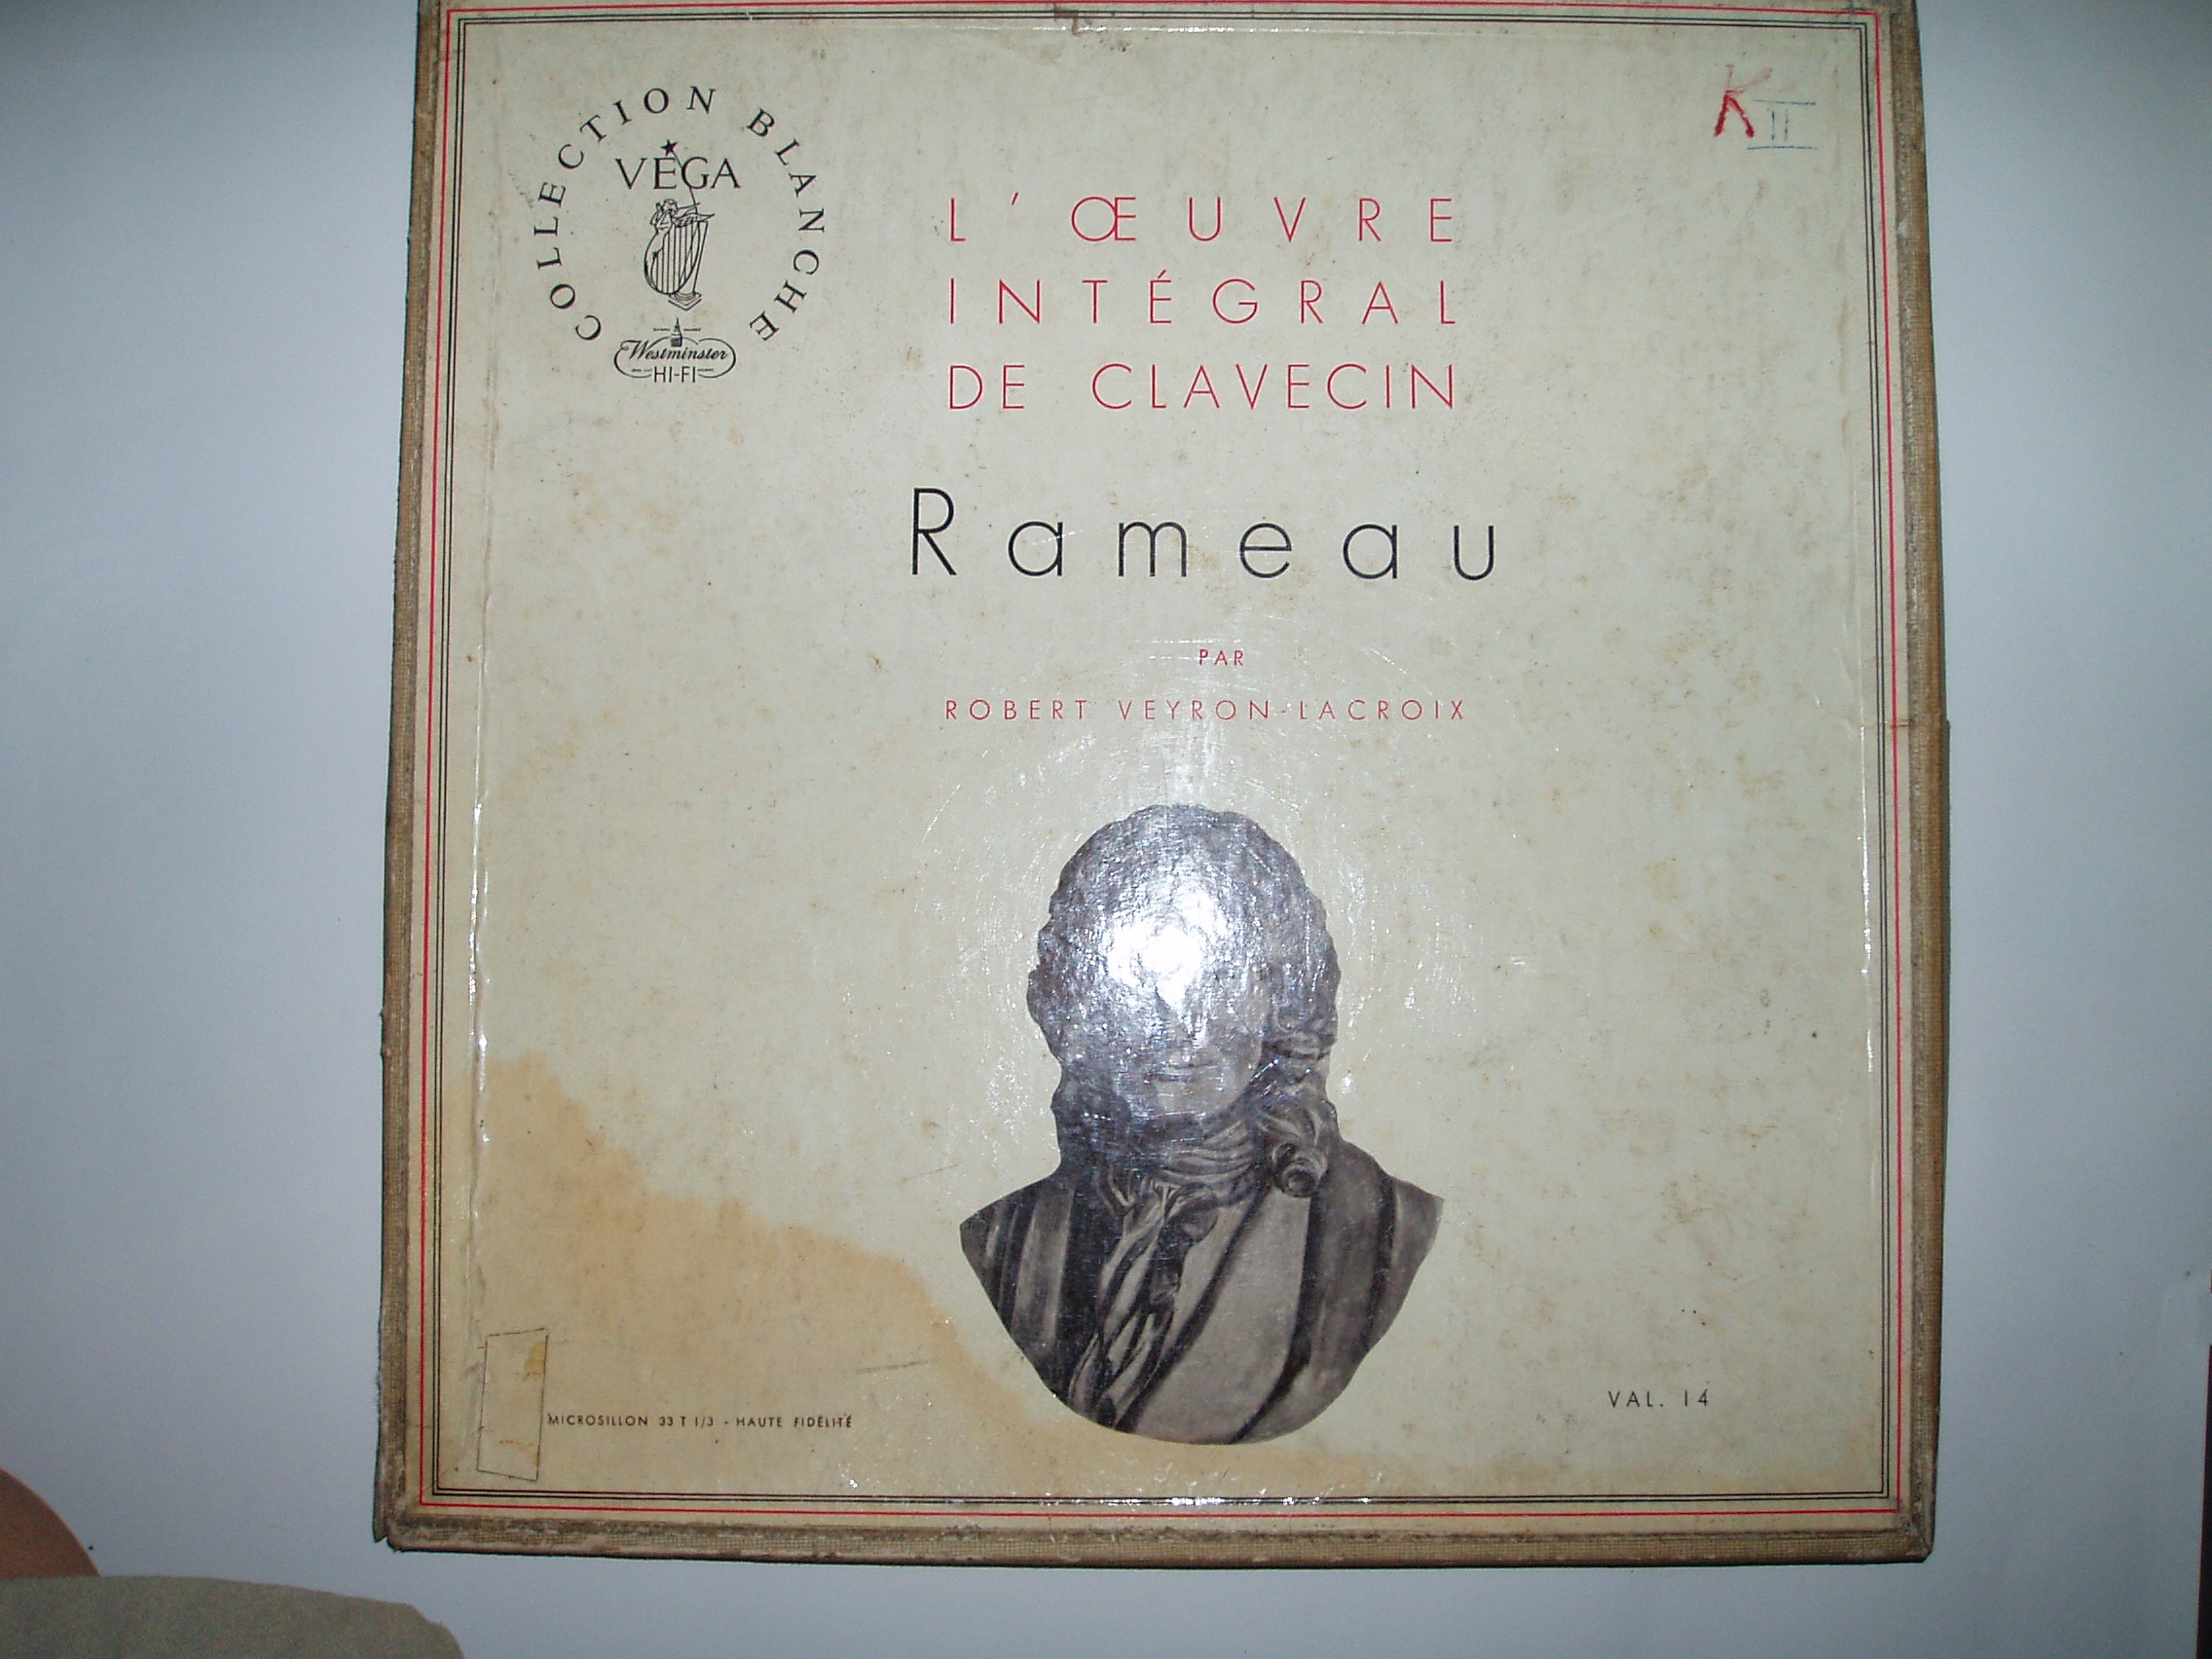 COLLECTION BLANCHE
VÉGA
Westminster
HI-FI
K II
L'ŒUVRE
INTÉGRAL
DE CLAVECIN
Rameau
PAR
ROBERT VEYRON-LACROIX
MICROSILLON 33 T 1/3 - HAUTE FIDÉLITÉ
VAL. 14